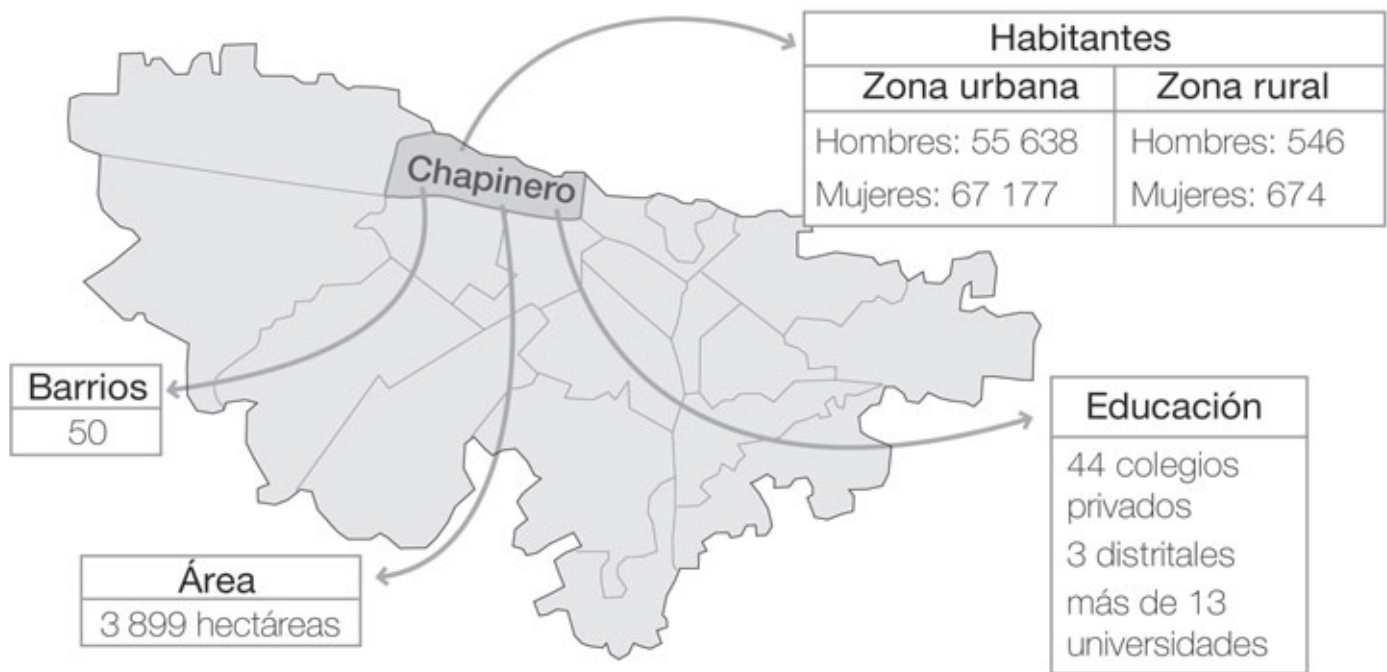 Habitantes
Zona urbana
Zona rural
Hombres: 55 638
Mujeres: 67 177
Hombres: 546
Mujeres: 674
Chapinero
Barrios
50
Educación
44 colegios
privados
3 distritales
más de 13
universidades
Área
3 899 hectáreas